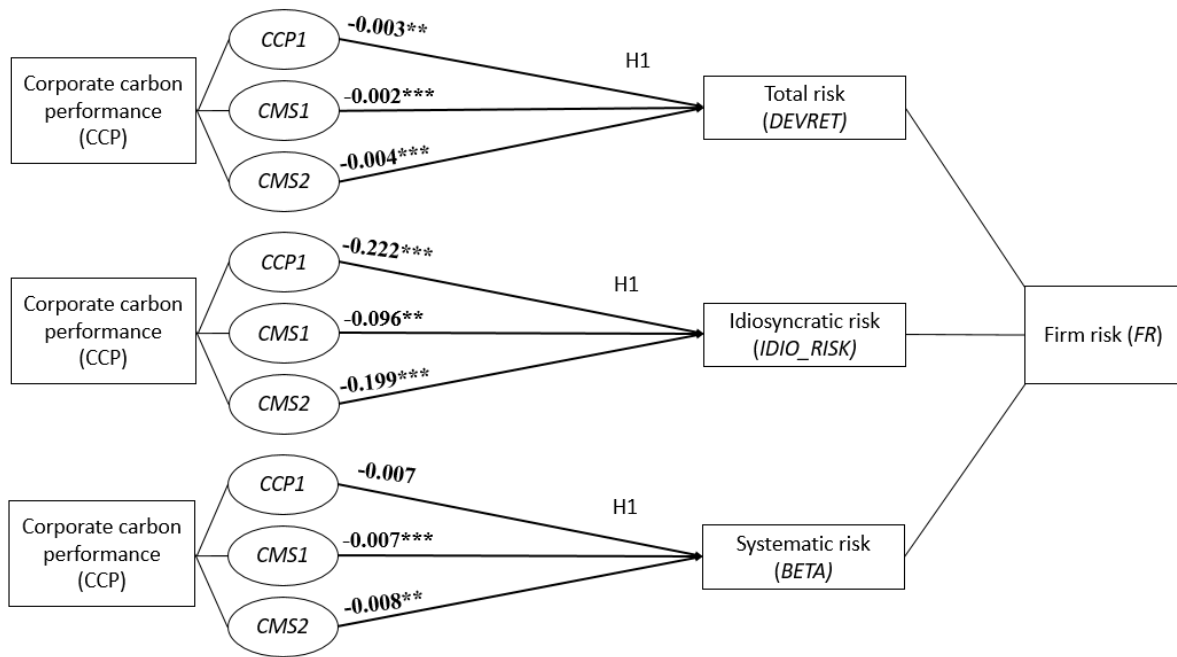 CCP1
-0.003**
H1
Corporate carbon
performance
(CCP)
CMS1
-0.002***
Total risk
(DEVRET)
CMS2
-0.004***
CCP1
-0.222***
H1
Corporate carbon
performance
(CCP)
CMS1
-0.096**
Idiosyncratic risk
(IDIO_RISK)
Firm risk (FR)
CMS2
-0.199***
CCP1
-0.007
H1
Corporate carbon
performance
(CCP)
CMS1
-0.007***
Systematic risk
(BETA)
CMS2
-0.008**